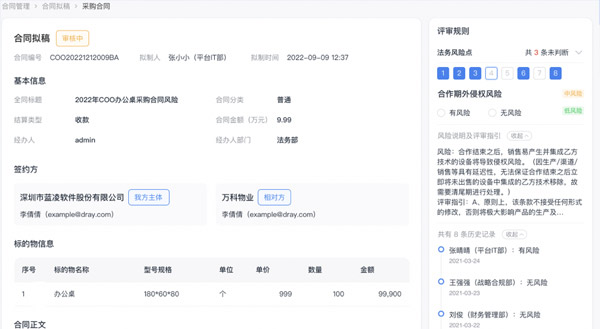 合同管理 > 合同拟稿 > 采购合同
合同拟稿 审核中
合同编号 COO20221212009BA 拟制人 张小小（平台IT部） 拟制时间 2022-09-09 12:37
基本信息
合同标题 2022年COO办公桌采购合同风险 合同分类 普通
结算类型 收款 合同金额（万元） 9.99
经办人 admin 经办人部门 法务部
签约方
深圳市蓝凌软件股份有限公司 我方主体
李倩倩（example@dray.com）
万科物业 相对方
李倩倩（example@dray.com）
标的物信息
序号 标的物名称 型号规格 单位 单价 数量 金额
1 办公桌 180*60*80 个 999 100 99,900
合同正文
评审规则
法务风险点 共 3 条未判断
1 2 3 4 5 6 7 8
合作期外侵权风险 中风险
有风险 无风险 低风险
风险说明及评审指引 收起
风险：合作结束之后，销售易产生并集成乙方
技术的设备将导致侵权风险。（因生产/渠道/
销售等具有延迟性，无法保证合作结束之后立
即将未出售的设备中集成的乙方技术移除，故
需要清尾期进行处理。）
评审指引：A、原则上，该条款不接受任何形式
的修改，否则将极大影响产品的生产及...
共有 8 条历史记录 收起
张晴晴（平台IT部）：有风险
2021-03-24
王强强（战略合规部）：无风险
2021-03-23
刘俊（财务管理部）：无风险
2021-03-22